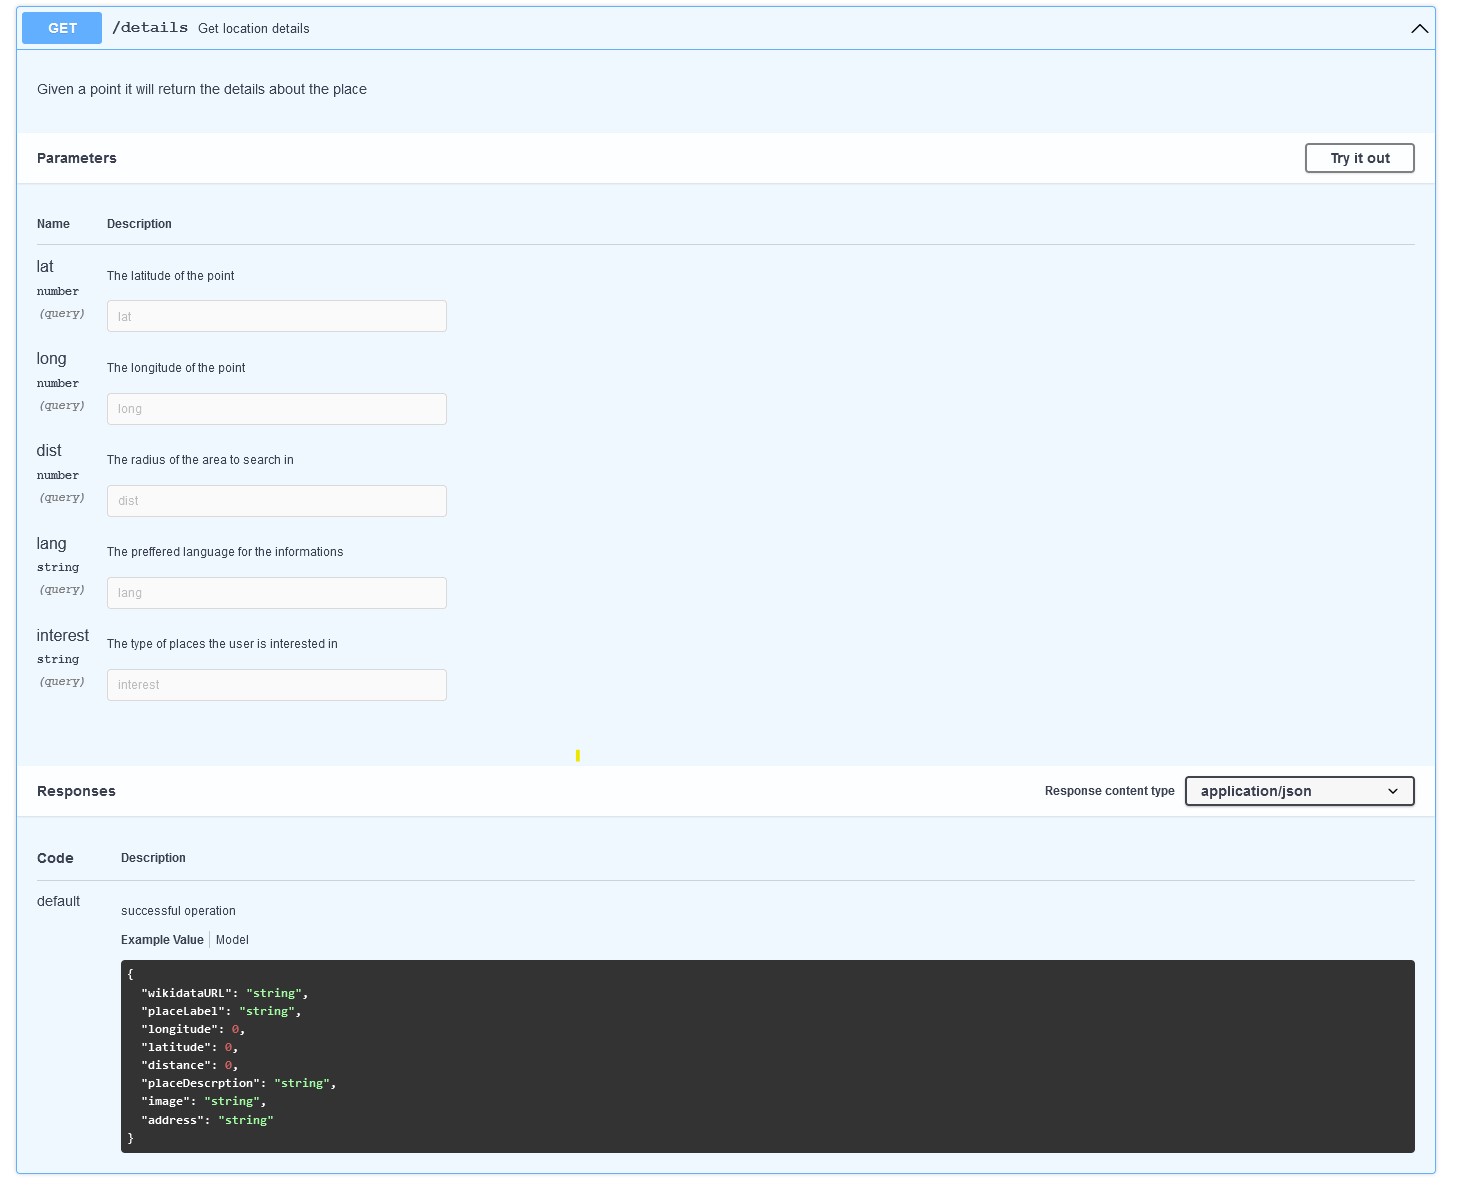 GET /details Get location details
Given a point it will return the details about the place
Parameters Try it out
Name Description
lat The latitude of the point
number
(query) lat
long The longitude of the point
number
(query) long
dist The radius of the area to search in
number
(query) dist
lang The preffered language for the informations
string
(query) lang
interest The type of places the user is interested in
string
(query) interest
Responses Response content type application/json
Code Description
default successful operation
Example Value Model
{
"wikidataURL": "string",
"placeLabel": "string",
"longitude": 0,
"latitude": 0,
"distance": 0,
"placeDescrption": "string",
"image": "string",
"address": "string"
}